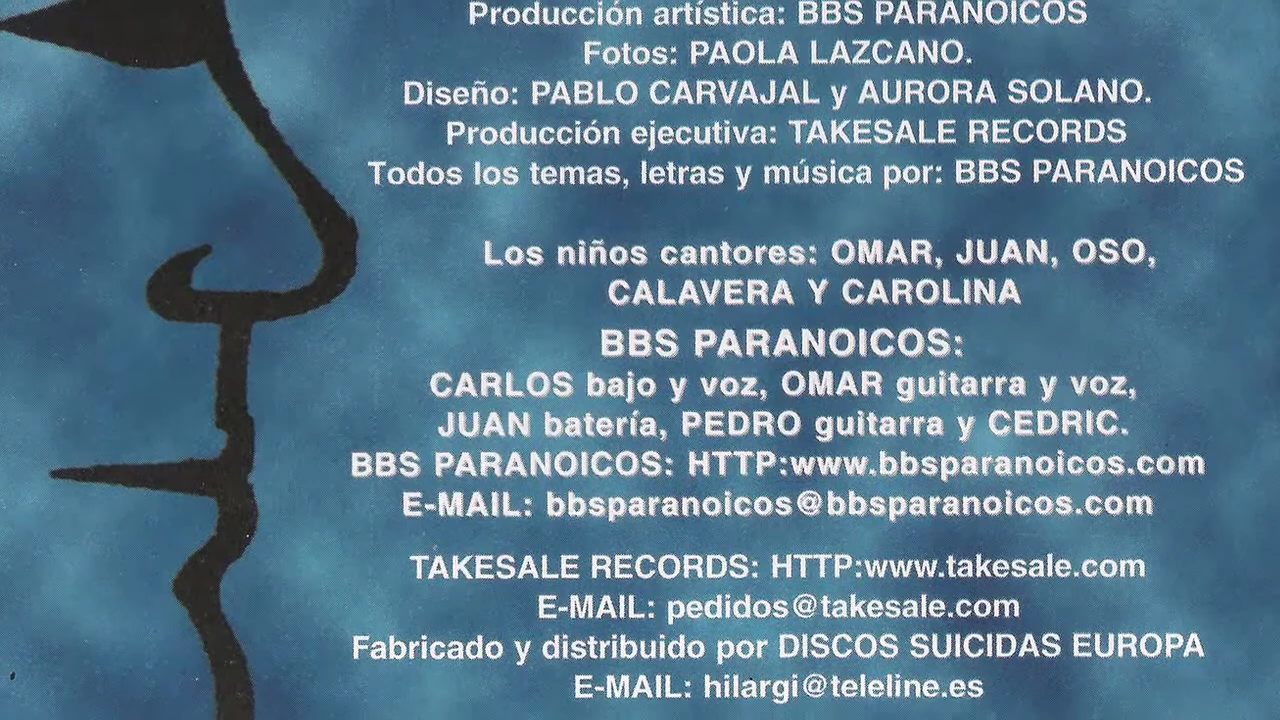 Producción artística: BBS PARANOICOS
Fotos: PAOLA LAZCANO.
Diseño: PABLO CARVAJAL y AURORA SOLANO.
Producción ejecutiva: TAKESALE RECORDS
Todos los temas, letras y música por: BBS PARANOICOS
Los niños cantores: OMAR, JUAN, OSO,
CALAVERA Y CAROLINA
BBS PARANOICOS:
CARLOS bajo y voz, OMAR guitarra y voz,
JUAN batería, PEDRO guitarra y CEDRIC.
BBS PARANOICOS: HTTP:www.bbsparanoicos.com
E-MAIL: bbsparanoicos@bbsparanoicos.com
TAKESALE RECORDS: HTTP:www.takesale.com
E-MAIL: pedidos@takesale.com
Fabricado y distribuido por DISCOS SUICIDAS EUROPA
E-MAIL: hilargi@teleline.es